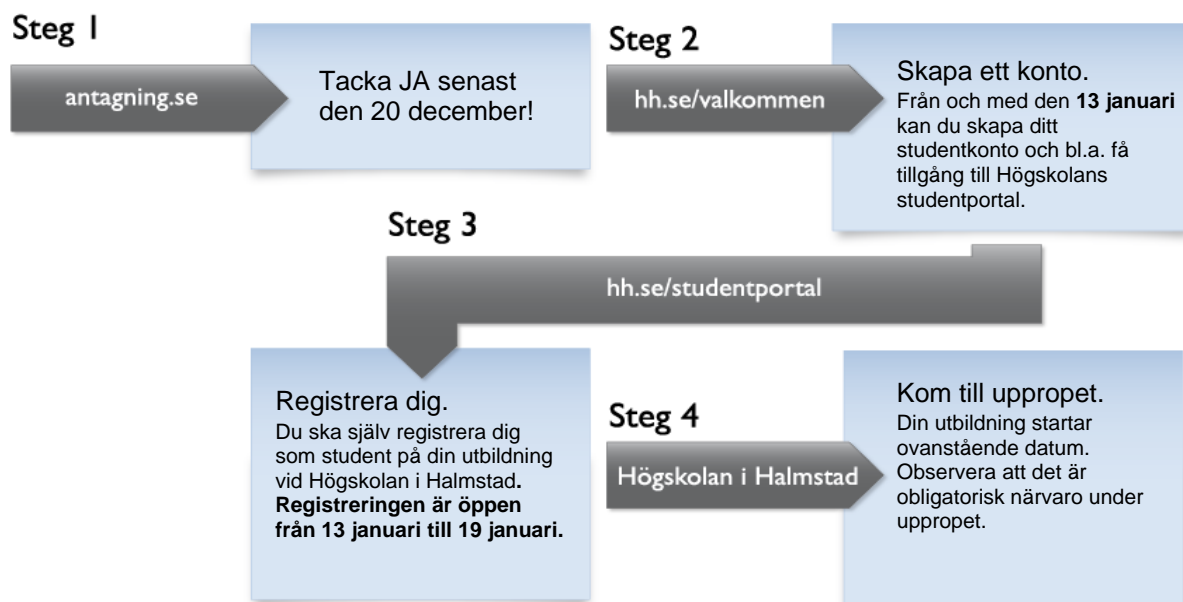 Steg 1
antagning.se
Tacka JA senast
den 20 december!
Steg 2
hh.se/valkommen
Skapa ett konto.
Från och med den 13 januari
kan du skapa ditt
studentkonto och bl.a. få
tillgång till Högskolans
studentportal.
Steg 3
hh.se/studentportal
Registrera dig.
Du ska själv registrera dig
som student på din utbildning
vid Högskolan i Halmstad.
Registreringen är öppen
från 13 januari till 19 januari.
Steg 4
Högskolan i Halmstad
Kom till uppropet.
Din utbildning startar
ovanstående datum.
Observera att det är
obligatorisk närvaro under
uppropet.